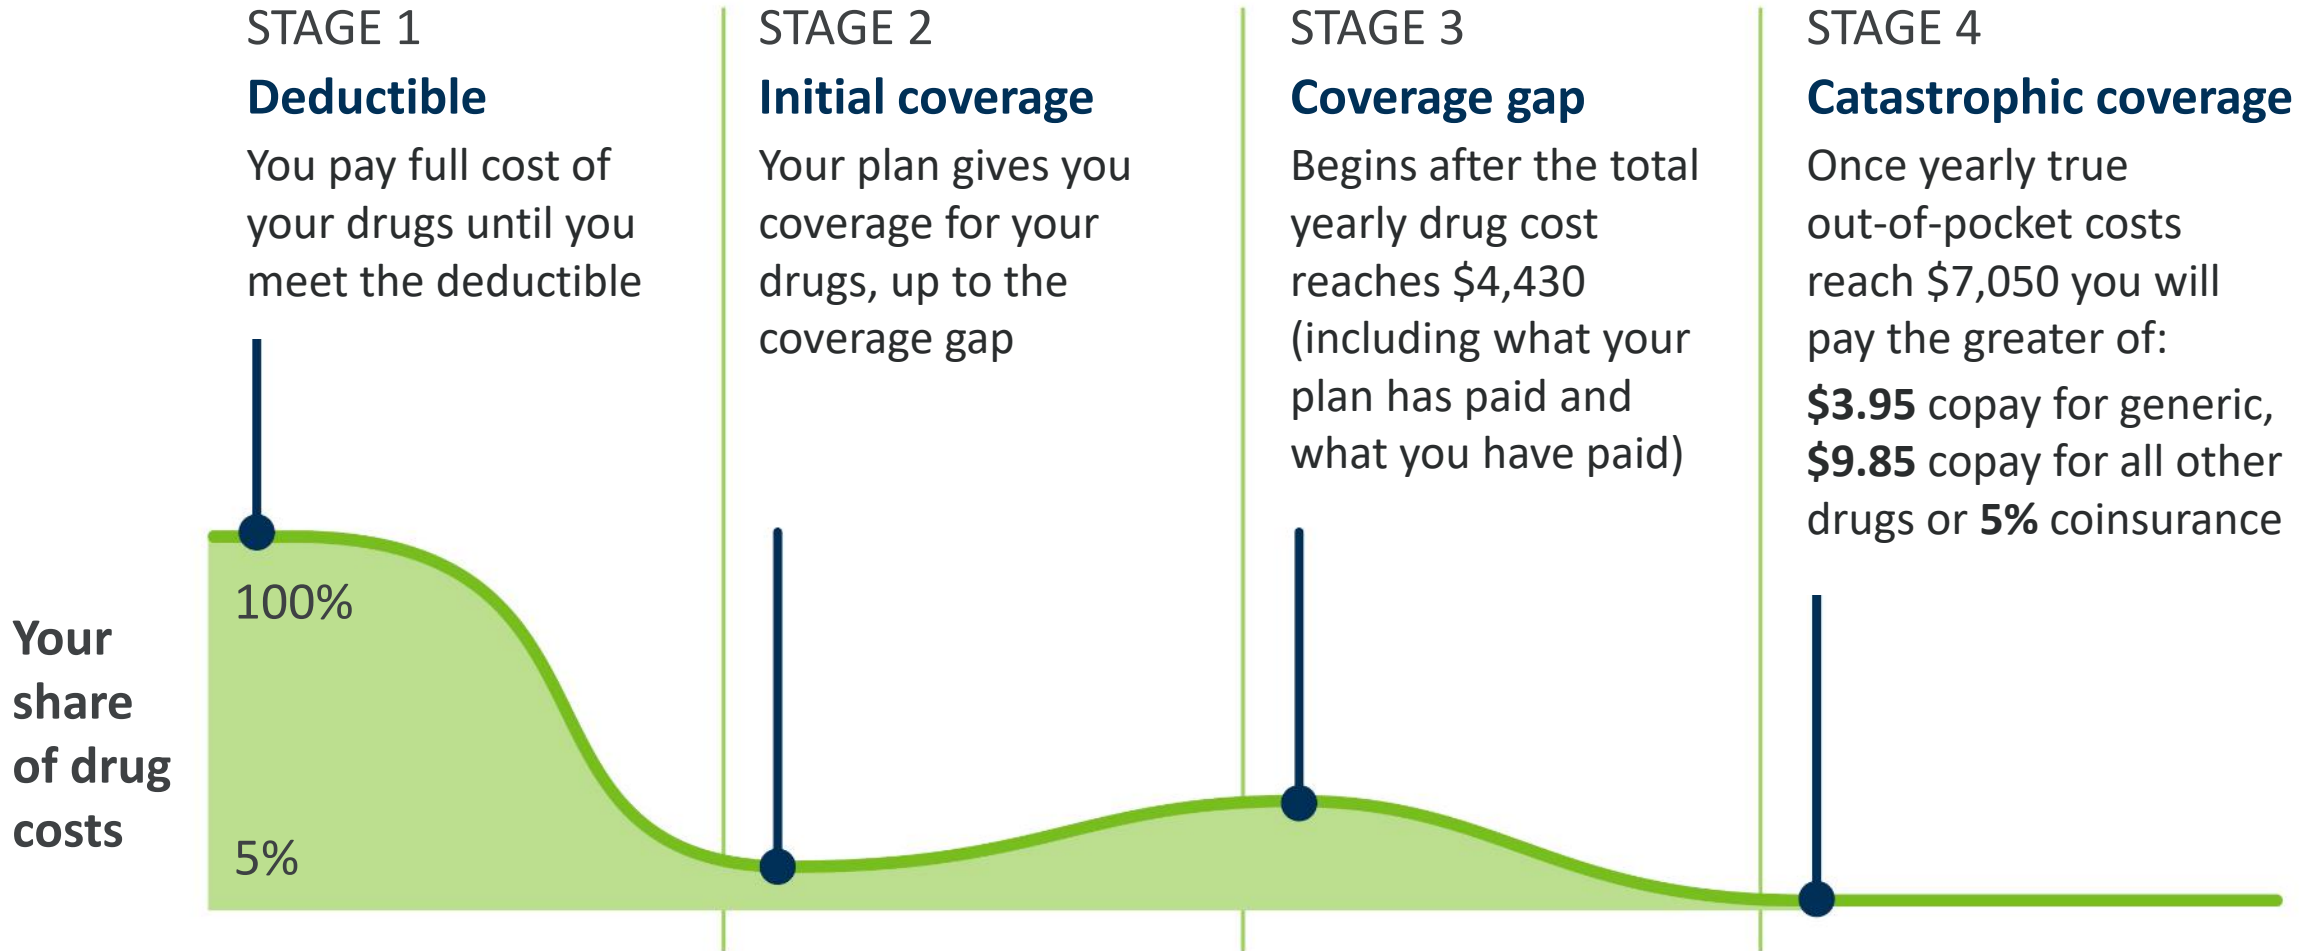 STAGE 1
Deductible
You pay full cost of
your drugs until you
meet the deductible
STAGE 2
Initial coverage
Your plan gives you
coverage for your
drugs, up to the
coverage gap
STAGE 3
Coverage gap
Begins after the total
yearly drug cost
reaches $4,430
(including what your
plan has paid and
what you have paid)
STAGE 4
Catastrophic coverage
Once yearly true
out-of-pocket costs
reach $7,050 you will
pay the greater of:
$3.95 copay for generic,
$9.85 copay for all other
drugs or 5% coinsurance
Your
share
of drug
costs
100%
5%